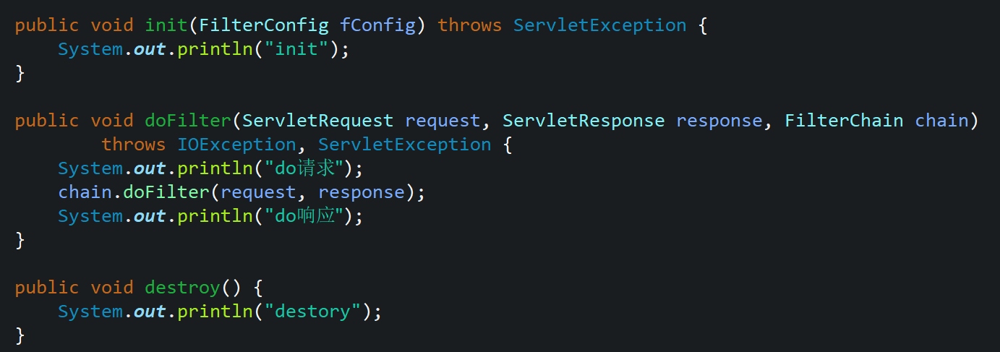 public void init(FilterConfig fConfig) throws ServletException {
    System.out.println("init");
}
public void doFilter(ServletRequest request, ServletResponse response, FilterChain chain)
        throws IOException, ServletException {
    System.out.println("do请求");
    chain.doFilter(request, response);
    System.out.println("do响应");
}
public void destroy() {
    System.out.println("destory");
}